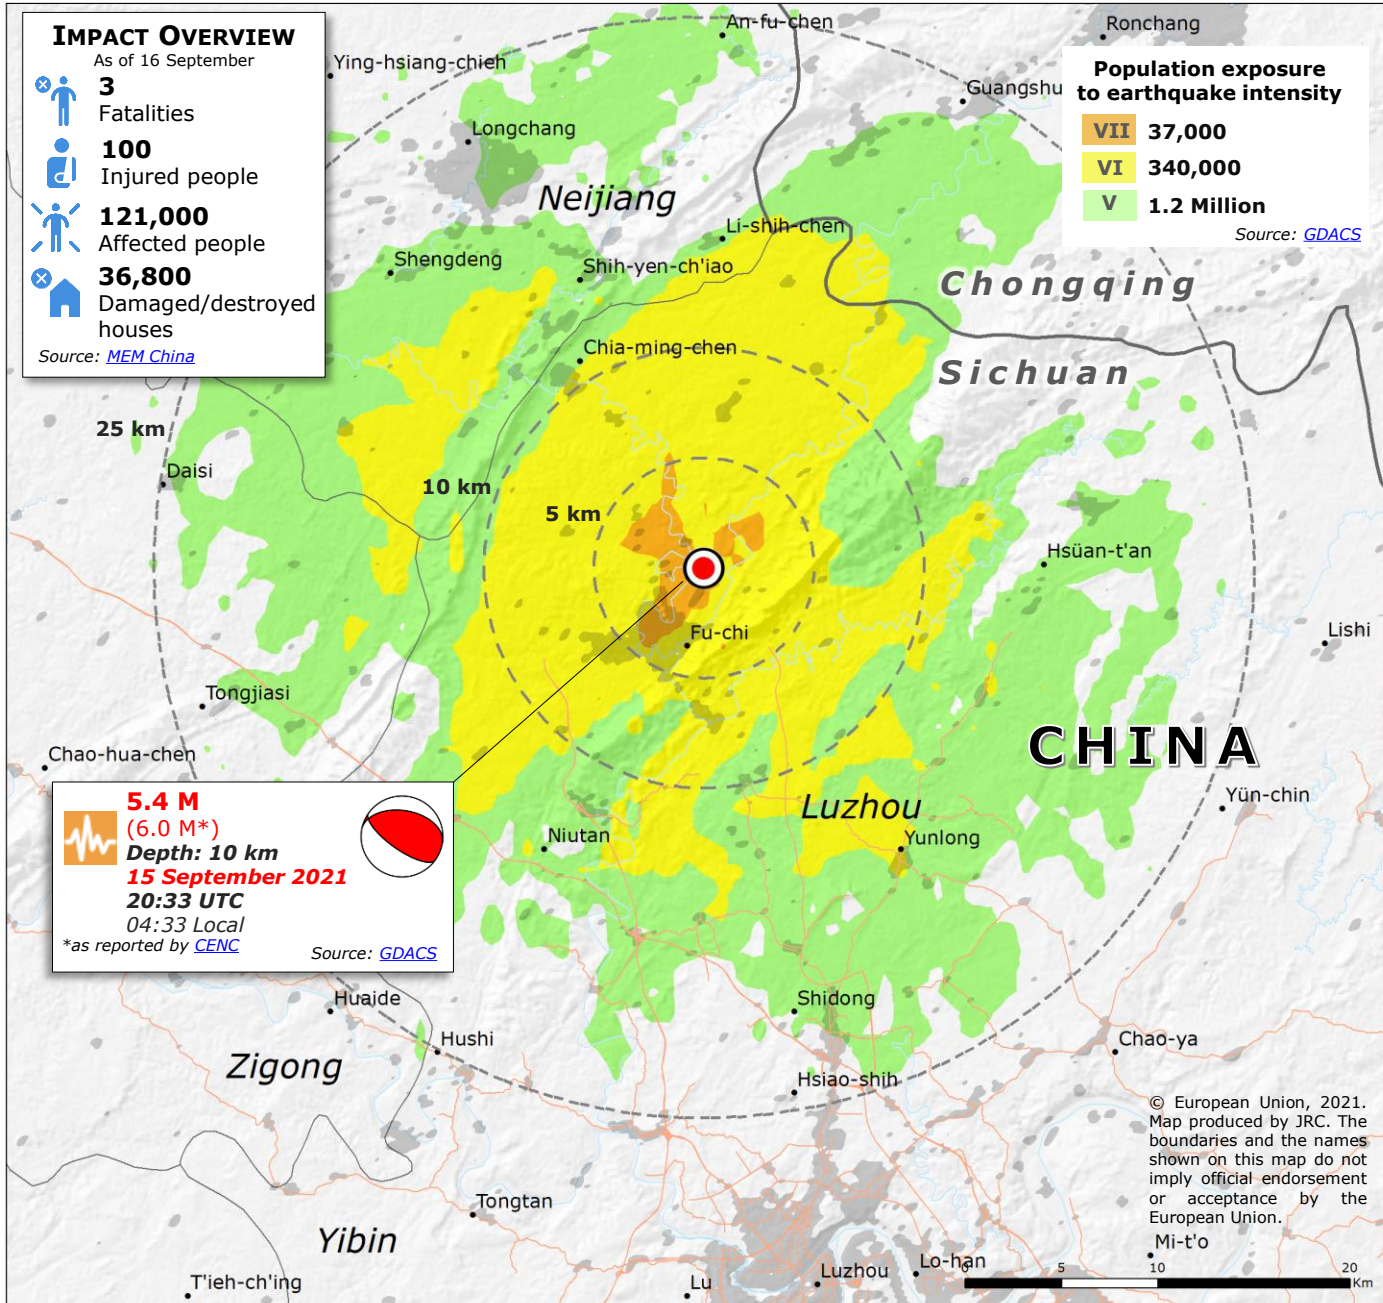 IMPACT OVERVIEW
As of 16 September
3
Fatalities
100
Injured people
121,000
Affected people
36,800
Damaged/destroyed
houses
Source: MEM China
Population exposure
to earthquake intensity
VII 37,000
VI 340,000
V 1.2 Million
Source: GDACS
An-fu-chen
Ronchang
Ying-hsiang-chieh
Guangshu
Longchang
Neijiang
Li-shih-chen
Shengdeng
Shih-yen-ch'iao
Chongqing
Chia-ming-chen
Sichuan
25 km
Daisi
10 km
5 km
Hsüan-t'an
Fu-chi
Lishi
Tongjiasi
CHINA
Chao-hua-chen
Yün-chin
Luzhou
Niutan
Yunlong
5.4 M
(6.0 M*)
Depth: 10 km
15 September 2021
20:33 UTC
04:33 Local
*as reported by CENC
Source: GDACS
Huaide
Shidong
Hushi
Chao-ya
Zigong
Hsiao-shih
© European Union, 2021.
Map produced by JRC. The
boundaries and the names
shown on this map do not
imply official endorsement
or acceptance by the
European Union.
Tongtan
Yibin
Mi-t'o
Lo-han
T'ieh-ch'ing
Lu
Luzhou
0 5 10 20
Km